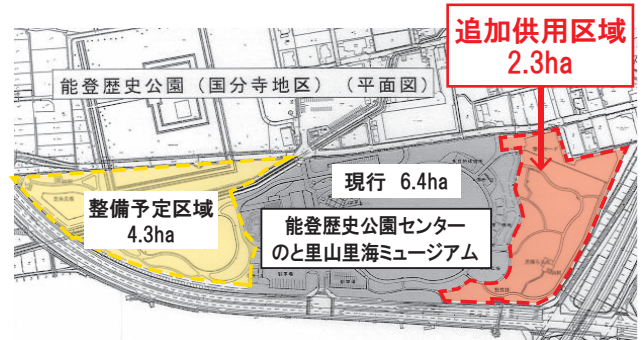 追加供用区域
2.3ha
能登歴史公園（国分寺地区）（平面図）
現行 6.4ha
整備予定区域
4.3ha
能登歴史公園センター
のと里山里海ミュージアム